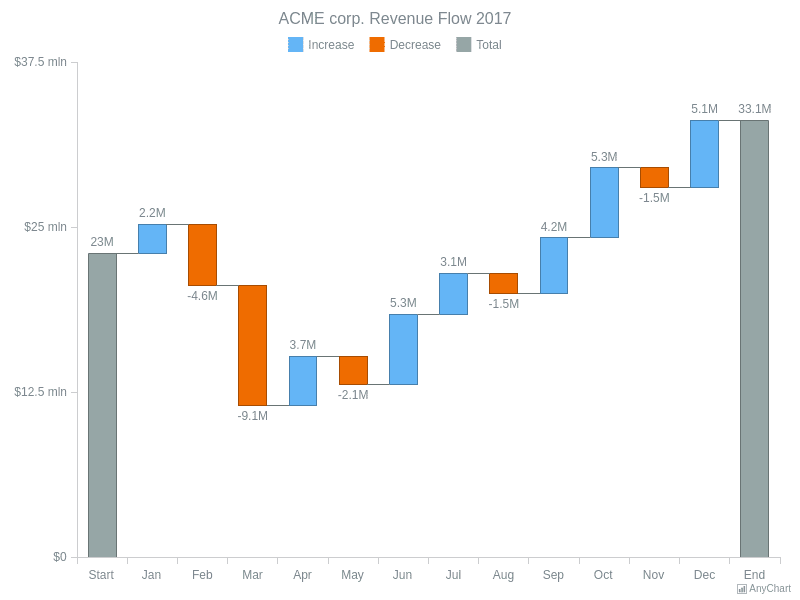 ACME corp. Revenue Flow 2017
Increase Decrease Total
$37.5 mln
$25 mln
$12.5 mln
$0
23M
2.2M
-4.6M
-9.1M
3.7M
-2.1M
5.3M
3.1M
-1.5M
4.2M
5.3M
-1.5M
5.1M
33.1M
Start Jan Feb Mar Apr May Jun Jul Aug Sep Oct Nov Dec End
AnyChart